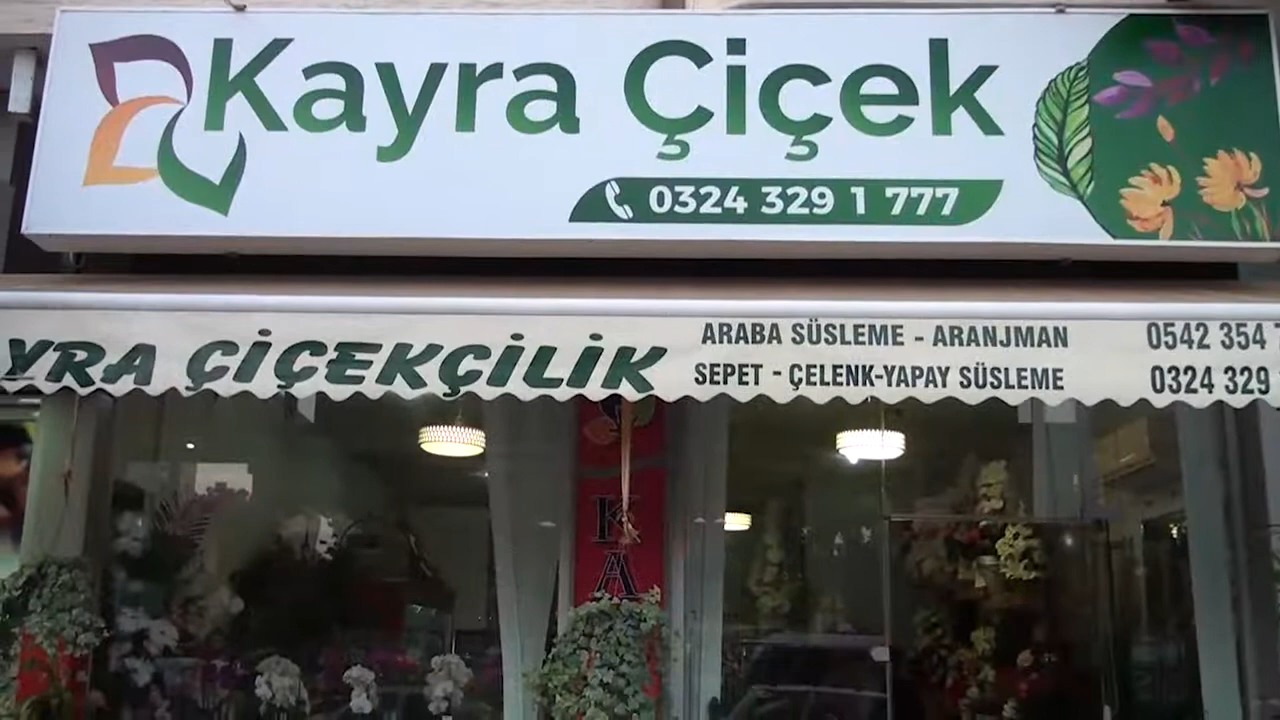 Kayra Çiçek
0324 329 1 777
YRA ÇİÇEKÇİLİK
ARABA SÜSLEME - ARANJMAN
SEPET - ÇELENK-YAPAY SÜSLEME
0542 354
0324 329
K
A